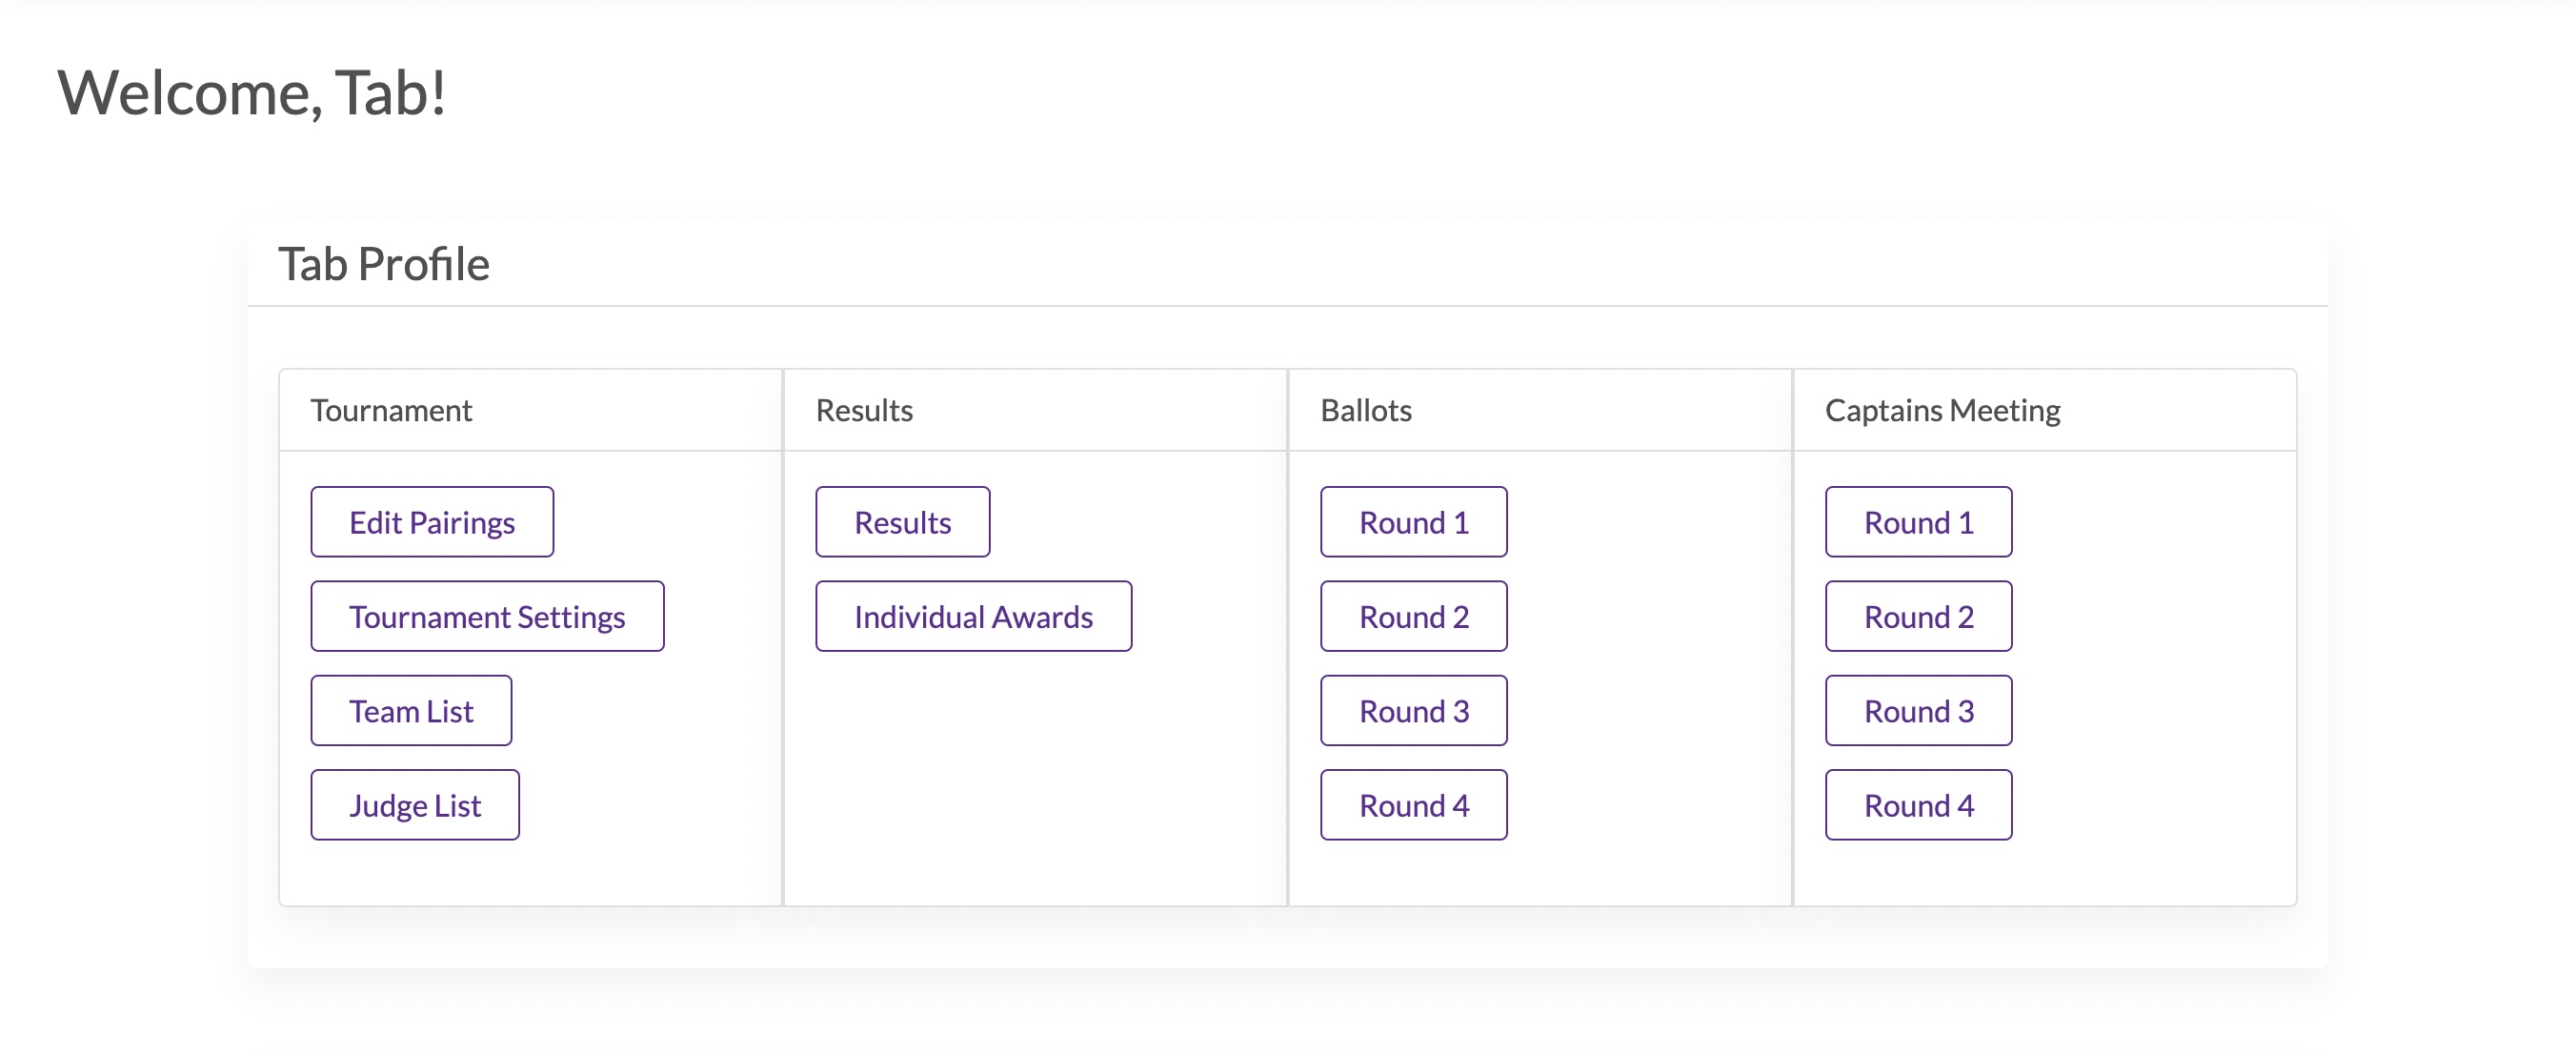 Welcome, Tab!
Tab Profile
Tournament
Edit Pairings
Tournament Settings
Team List
Judge List
Results
Results
Individual Awards
Ballots
Round 1
Round 2
Round 3
Round 4
Captains Meeting
Round 1
Round 2
Round 3
Round 4